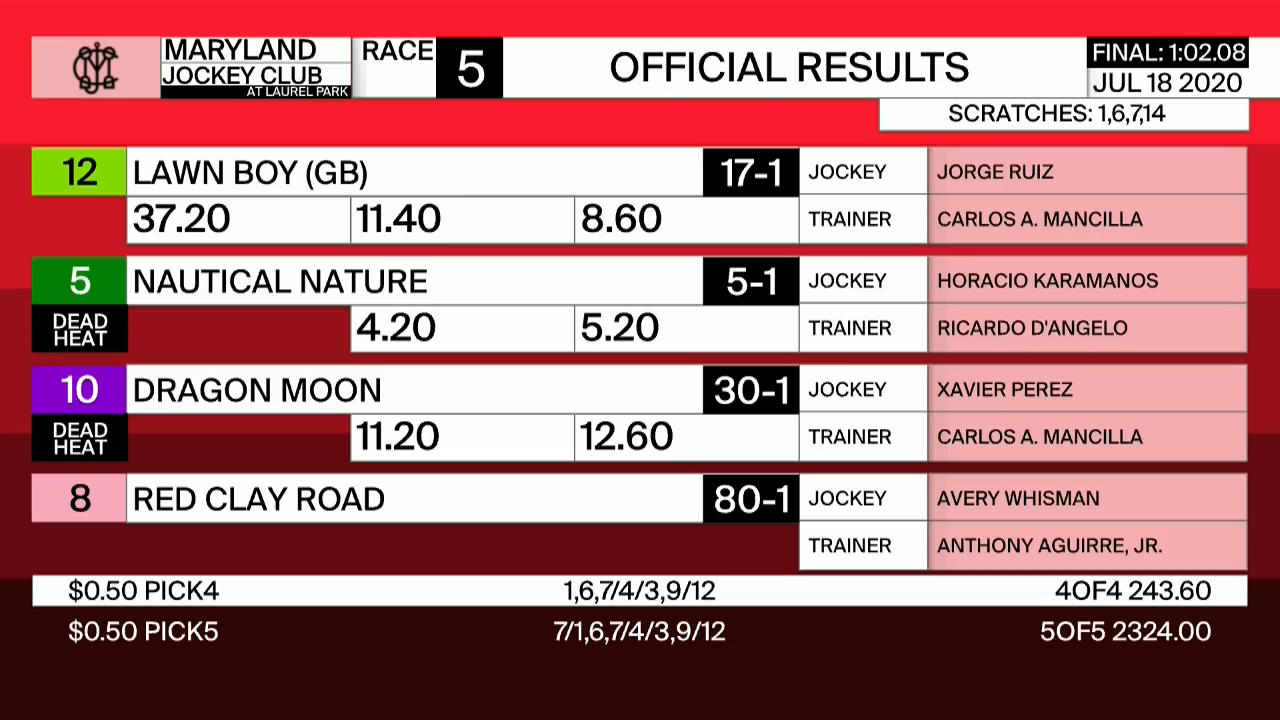 MARYLAND
JOCKEY CLUB
AT LAUREL PARK
RACE 5
OFFICIAL RESULTS
FINAL: 1:02.08
JUL 18 2020
SCRATCHES: 1,6,7,14
12 LAWN BOY (GB) 17-1 JOCKEY JORGE RUIZ
37.20 11.40 8.60 TRAINER CARLOS A. MANCILLA
5 NAUTICAL NATURE 5-1 JOCKEY HORACIO KARAMANOS
DEAD HEAT 4.20 5.20 TRAINER RICARDO D'ANGELO
10 DRAGON MOON 30-1 JOCKEY XAVIER PEREZ
DEAD HEAT 11.20 12.60 TRAINER CARLOS A. MANCILLA
8 RED CLAY ROAD 80-1 JOCKEY AVERY WHISMAN
TRAINER ANTHONY AGUIRRE, JR.
$0.50 PICK4 1,6,7/4/3,9/12 4OF4 243.60
$0.50 PICK5 7/1,6,7/4/3,9/12 5OF5 2324.00